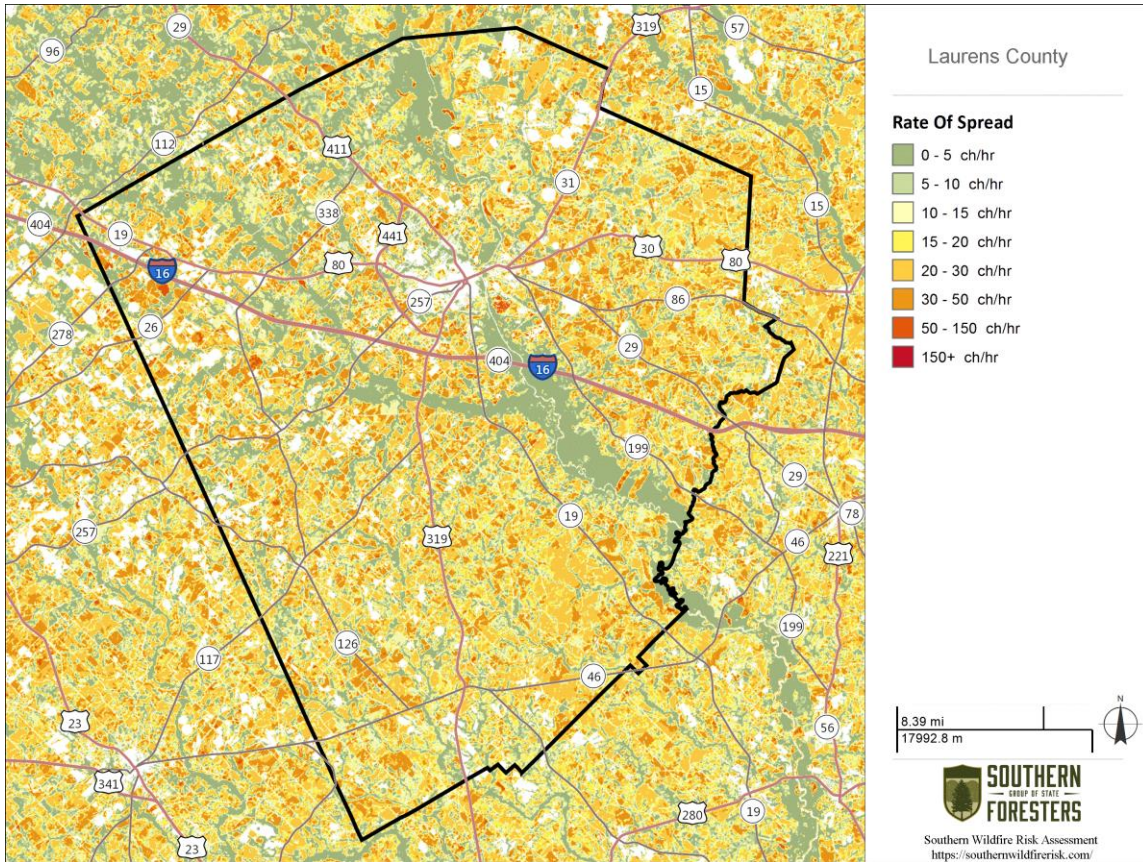 29
96
319
57
15
112
411
31
15
404
19
338
441
30
80
16
80
257
86
26
278
29
404
16
199
29
257
78
19
319
46
221
199
126
117
46
23
56
341
280
19
23
Laurens County
Rate Of Spread
0 - 5 ch/hr
5 - 10 ch/hr
10 - 15 ch/hr
15 - 20 ch/hr
20 - 30 ch/hr
30 - 50 ch/hr
50 - 150 ch/hr
150+ ch/hr
8.39 mi
17992.8 m
N
SOUTHERN
GROUP OF STATE
FORESTERS
Southern Wildfire Risk Assessment
https://southernwildfirerisk.com/